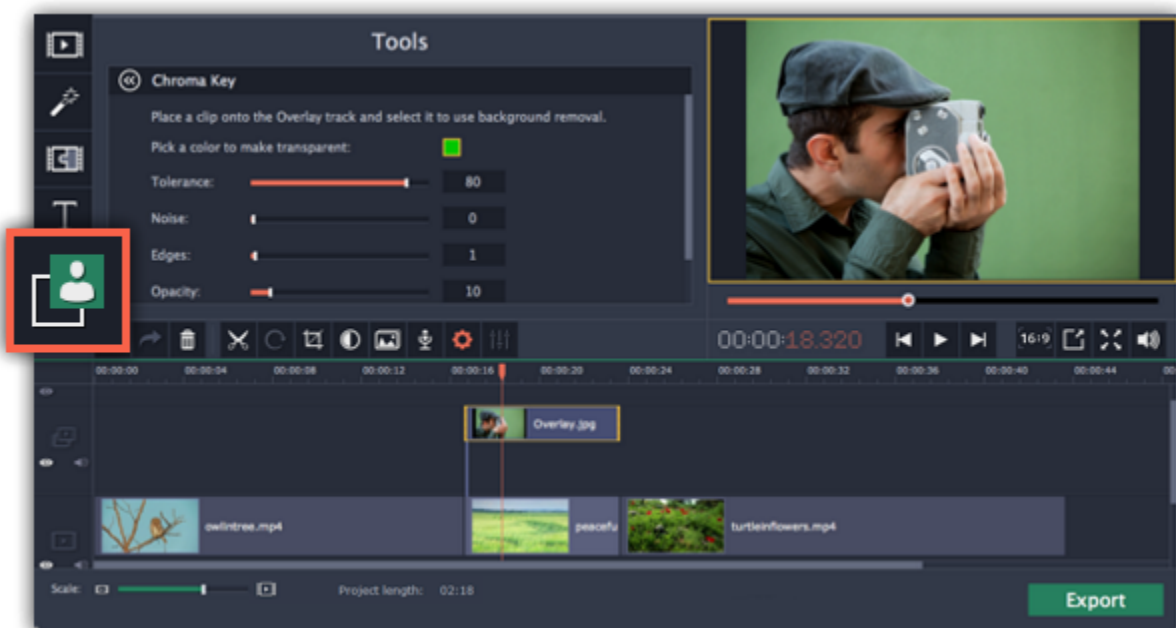 Tools
Chroma Key
Place a clip onto the Overlay track and select it to use background removal.
Pick a color to make transparent:
Tolerance: 80
Noise: 0
Edges: 1
Opacity: 10
T
00:00:18.320
16:9
00:00:00 00:00:04 00:00:08 00:00:12 00:00:16 00:00:20 00:00:24 00:00:28 00:00:32 00:00:36 00:00:40 00:00:44 00
Overlay.jpg
owlintree.mp4 peacefu turtleinflowers.mp4
Scale: Project length: 02:18
Export